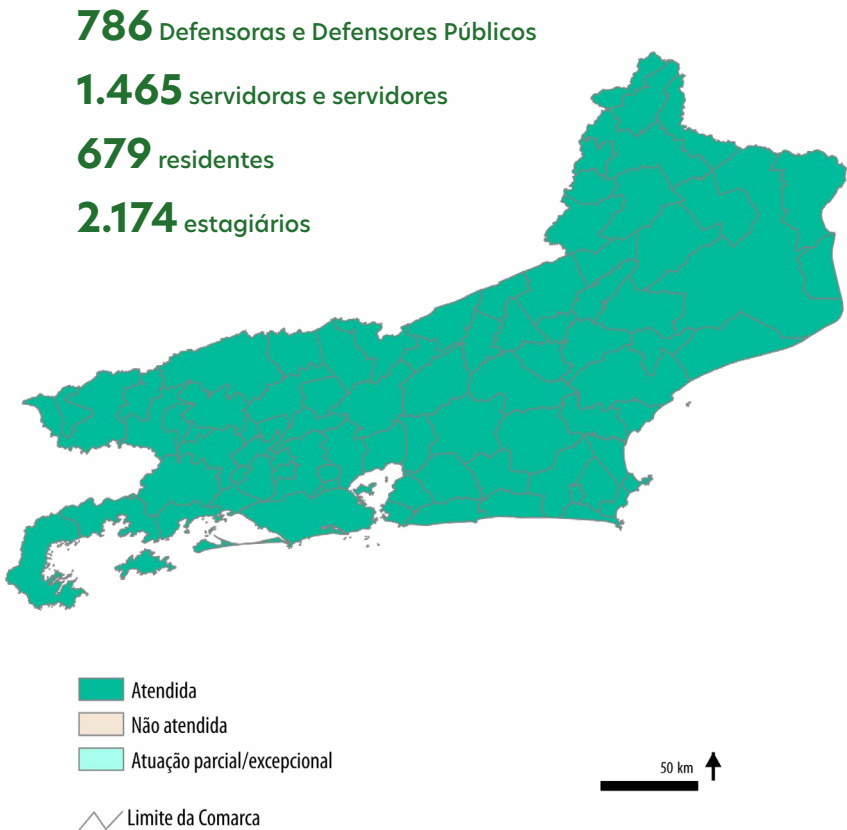 786 Defensoras e Defensores Públicos
1.465 servidoras e servidores
679 residentes
2.174 estagiários
Atendida
Não atendida
Atuação parcial/excepcional
50 km
Limite da Comarca